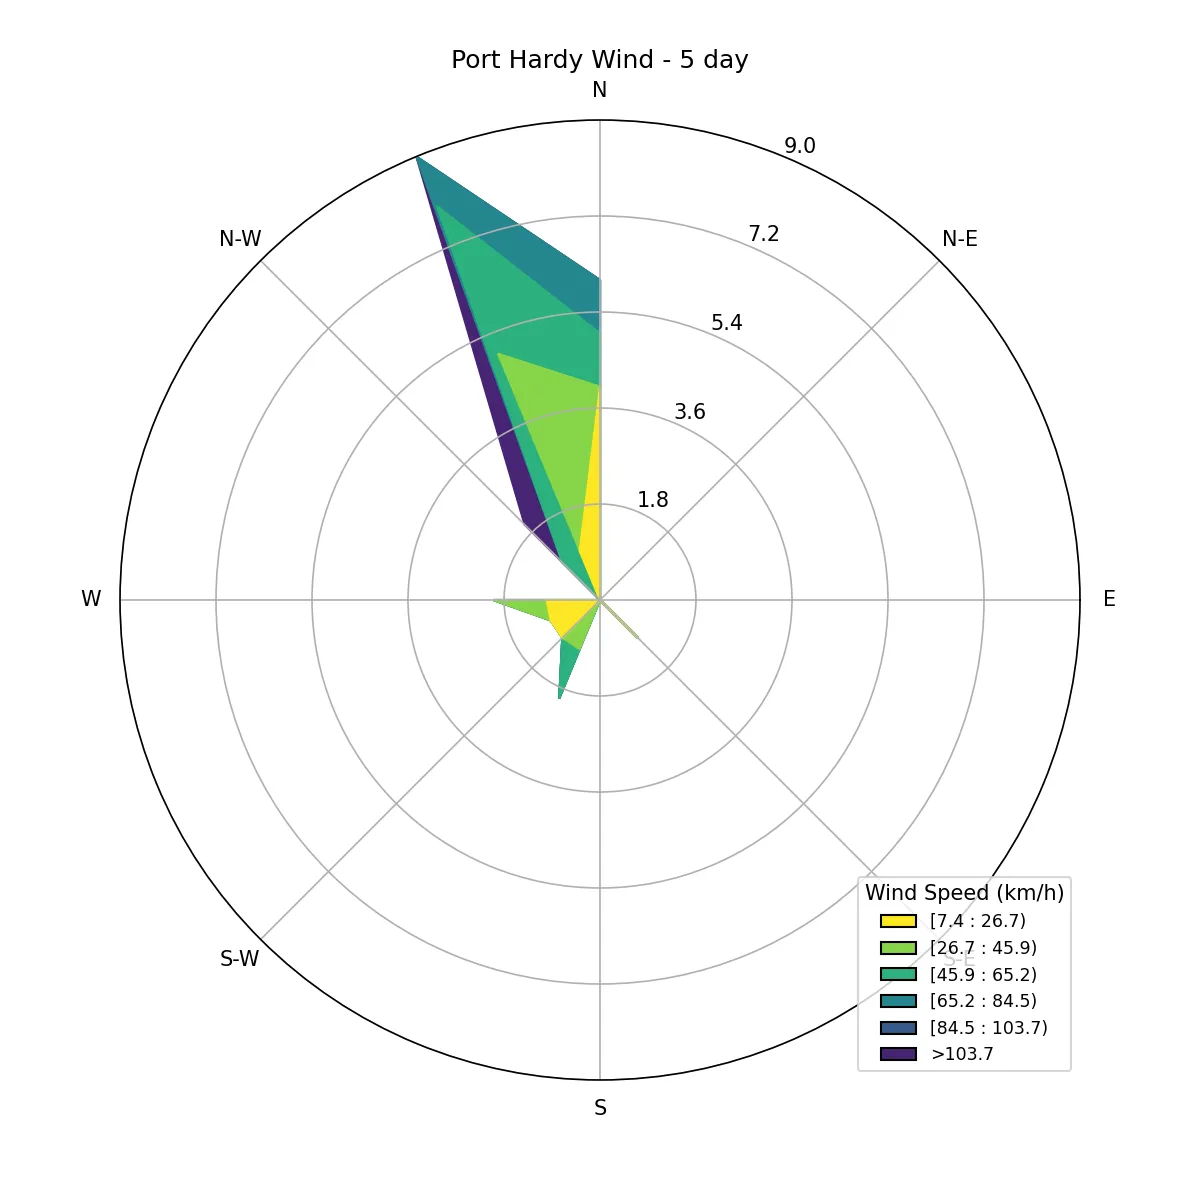 Port Hardy Wind - 5 day
N
9.0
N-W
N-E
7.2
5.4
3.6
1.8
W
E
S-W
S-E
Wind Speed (km/h)
[7.4 : 26.7)
[26.7 : 45.9)
[45.9 : 65.2)
[65.2 : 84.5)
[84.5 : 103.7)
>103.7
S